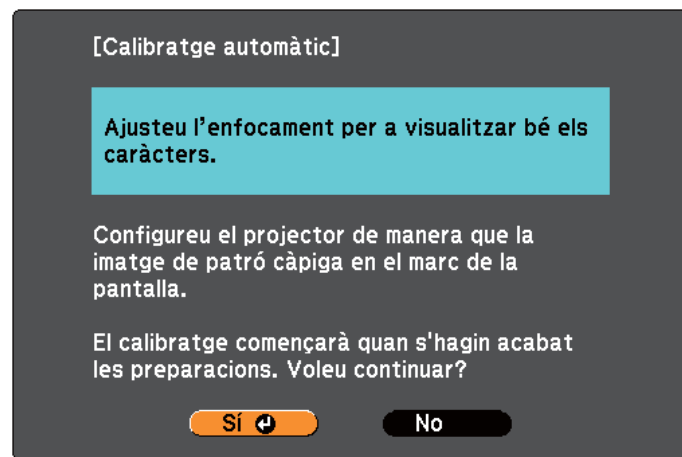 [Calibratge automàtic]
Ajusteu l’enfocament per a visualitzar bé els
caràcters.
Configureu el projector de manera que la
imatge de patró càpiga en el marc de la
pantalla.
El calibratge començarà quan s'hagin acabat
les preparacions. Voleu continuar?
Sí
No